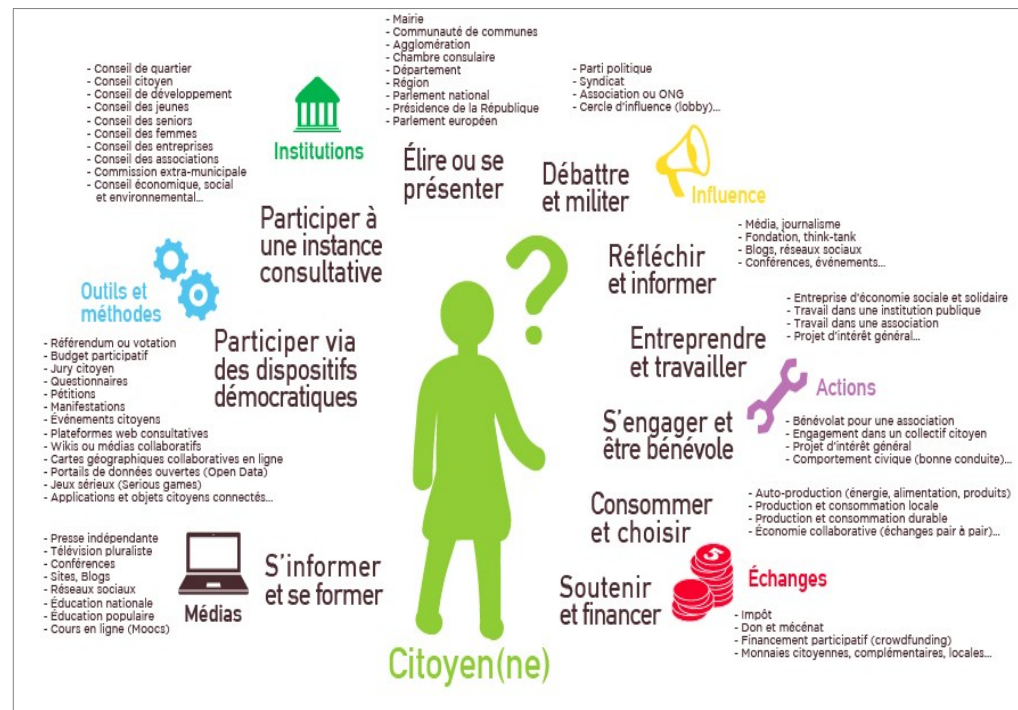 - Mairie
- Communauté de communes
- Agglomération
- Chambre consulaire
- Département
- Région
- Parlement national
- Présidence de la République
- Parlement européen
Élire ou se
présenter
- Conseil de quartier
- Conseil citoyen
- Conseil de développement
- Conseil des jeunes
- Conseil des seniors
- Conseil des femmes
- Conseil des entreprises
- Conseil des associations
- Commission extra-municipale
- Conseil économique, social
et environnemental...
Institutions
Participer à
une instance
consultative
- Parti politique
- Syndicat
- Association ou ONG
- Cercle d'influence (lobby)...
Débattre
et militer
Influence
- Média, journalisme
- Fondation, think-tank
- Blogs, réseaux sociaux
- Conférences, événements...
Réfléchir
et informer
Outils et
méthodes
- Référendum ou votation
- Budget participatif
- Jury citoyen
- Questionnaires
- Pétitions
- Manifestations
- Événements citoyens
- Plateformes web consultatives
- Wikis ou médias collaboratifs
- Cartes géographiques collaboratives en ligne
- Portails de données ouvertes (Open Data)
- Jeux sérieux (Serious games)
- Applications et objets citoyens connectés...
Participer via
des dispositifs
démocratiques
- Entreprise d'économie sociale et solidaire
- Travail dans une institution publique
- Travail dans une association
- Projet d'intérêt général...
Entreprendre
et travailler
Actions
- Bénévolat pour une association
- Engagement dans un collectif citoyen
- Projet d'intérêt général
- Comportement civique (bonne conduite)...
S'engager et
être bénévole
Consommer
et choisir
- Auto-production (énergie, alimentation, produits)
- Production et consommation locale
- Production et consommation durable
- Économie collaborative (échanges pair à pair)...
- Presse indépendante
- Télévision pluraliste
- Conférences
- Sites, Blogs
- Réseaux sociaux
- Éducation nationale
- Éducation populaire
- Cours en ligne (Moocs)
Médias
S'informer
et se former
Soutenir
et financer
5
Échanges
- Impôt
- Don et mécénat
- Financement participatif (crowdfunding)
- Monnaies citoyennes, complémentaires, locales...
?
Citoyen(ne)